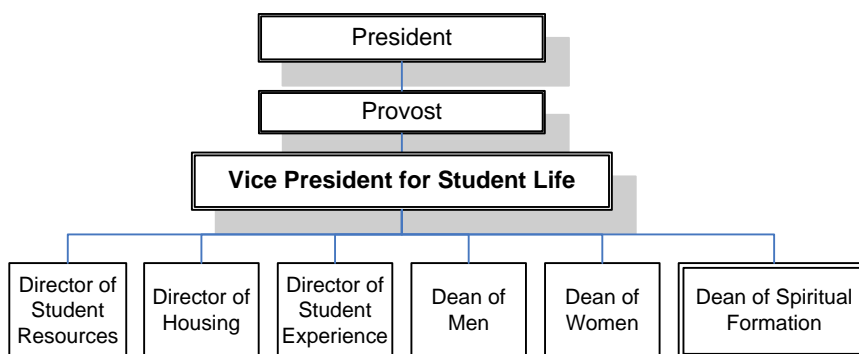 President
Provost
Vice President for Student Life
Director of
Student
Resources
Director of
Housing
Director of
Student
Experience
Dean of
Men
Dean of
Women
Dean of Spiritual
Formation